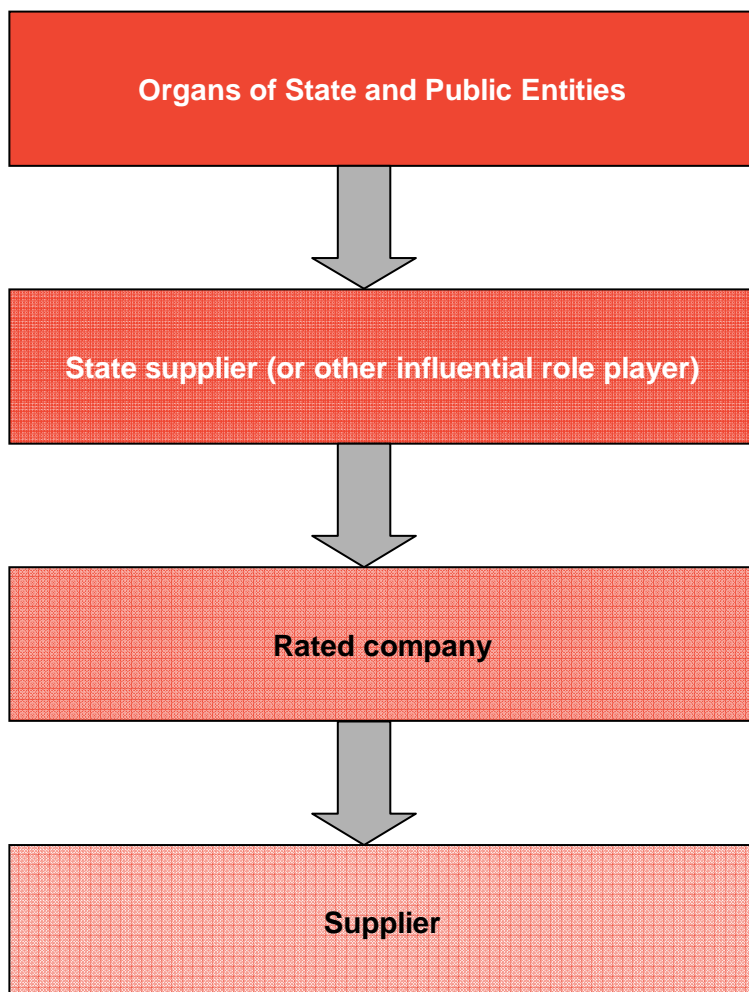 Organs of State and Public Entities
State supplier (or other influential role player)
Rated company
Supplier